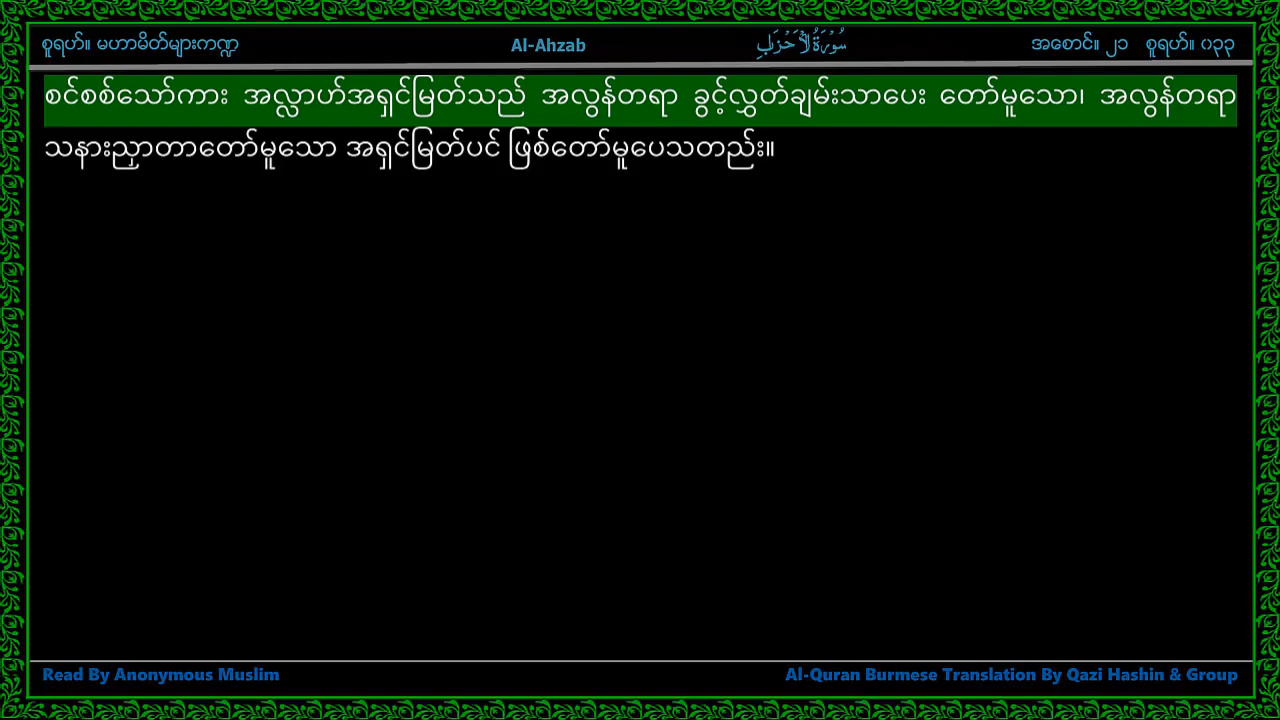 စူရဟ်။ မဟာမိတ်များကဏ္ဍ Al-Ahzab سُورَةُ الأَحْزَابِ အစောင်။ ၂၁ စူရဟ်။ ၀၃၃
စင်စစ်သော်ကား အလ္လာဟ်အရှင်မြတ်သည် အလွန်တရာ ခွင့်လွှတ်ချမ်းသာပေး တော်မူသော၊ အလွန်တရာ
သနားညှာတာတော်မူသော အရှင်မြတ်ပင် ဖြစ်တော်မူပေသတည်း။
Read By Anonymous Muslim Al-Quran Burmese Translation By Qazi Hashin & Group